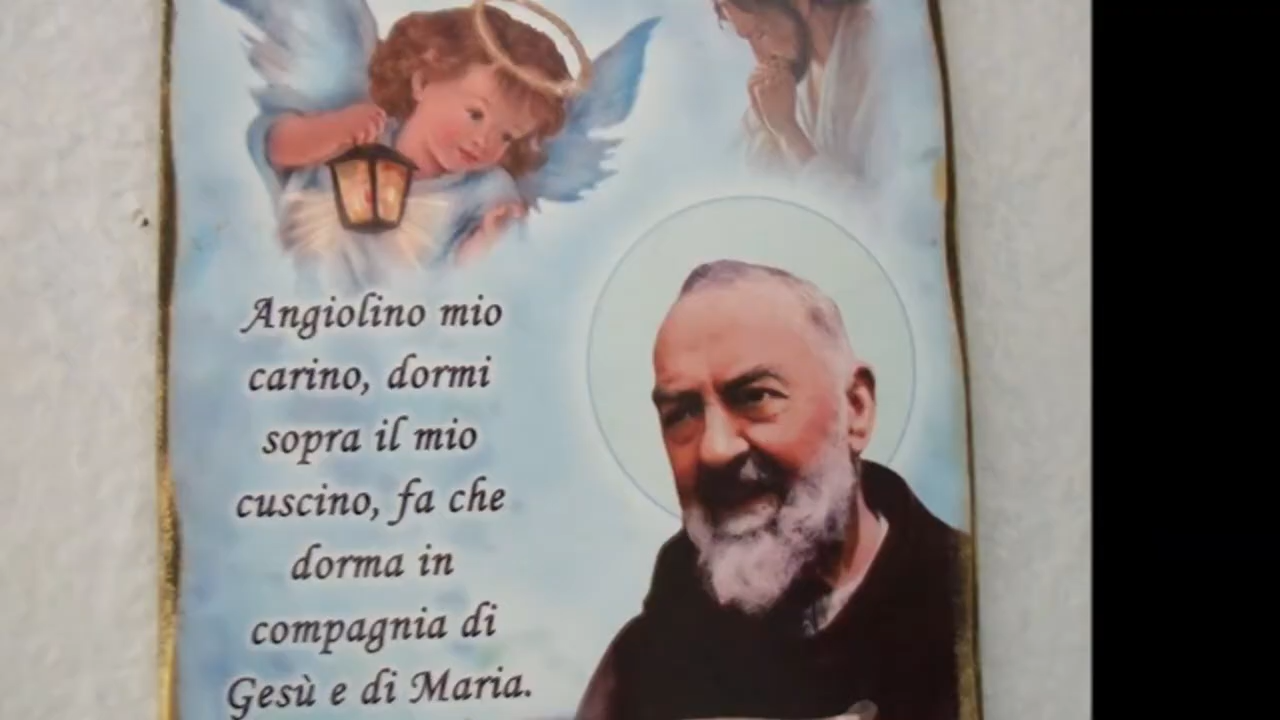 Angiolino mio
carino, dormi
sopra il mio
cuscino, fa che
dorma in
compagnia di
Gesù e di Maria.